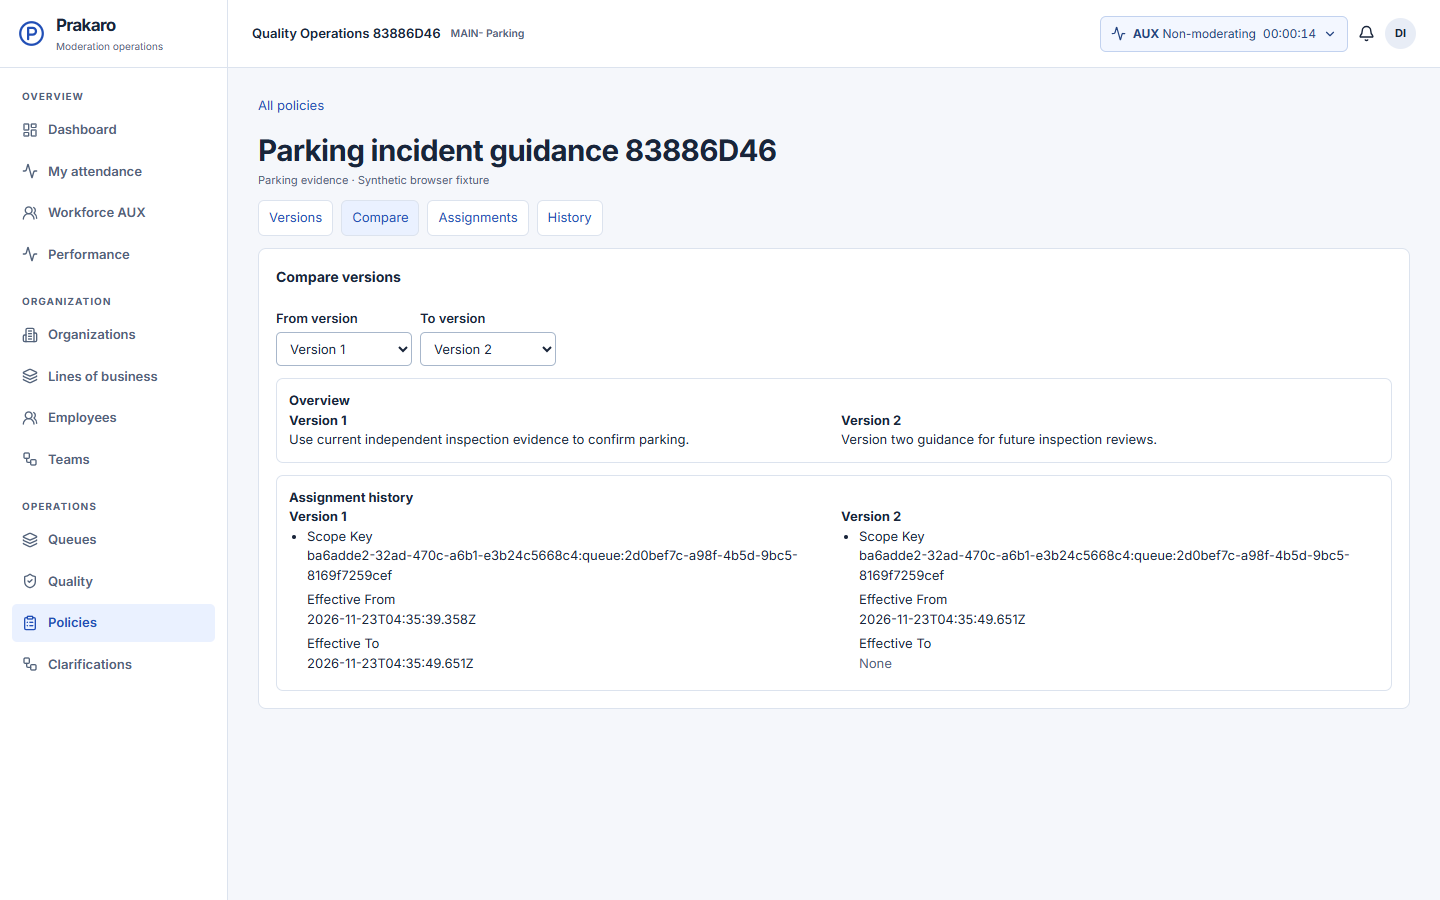 Prakaro
Moderation operations
Quality Operations 83886D46 MAIN- Parking
AUX Non-moderating 00:00:14
DI
OVERVIEW
Dashboard
My attendance
Workforce AUX
Performance
ORGANIZATION
Organizations
Lines of business
Employees
Teams
OPERATIONS
Queues
Quality
Policies
Clarifications
All policies
Parking incident guidance 83886D46
Parking evidence · Synthetic browser fixture
Versions Compare Assignments History
Compare versions
From version To version
Version 1 Version 2
Overview
Version 1
Use current independent inspection evidence to confirm parking.
Version 2
Version two guidance for future inspection reviews.
Assignment history
Version 1
• Scope Key
ba6adde2-32ad-470c-a6b1-e3b24c5668c4:queue:2d0bef7c-a98f-4b5d-9bc5-
8169f7259cef
Effective From
2026-11-23T04:35:39.358Z
Effective To
2026-11-23T04:35:49.651Z
Version 2
• Scope Key
ba6adde2-32ad-470c-a6b1-e3b24c5668c4:queue:2d0bef7c-a98f-4b5d-9bc5-
8169f7259cef
Effective From
2026-11-23T04:35:49.651Z
Effective To
None